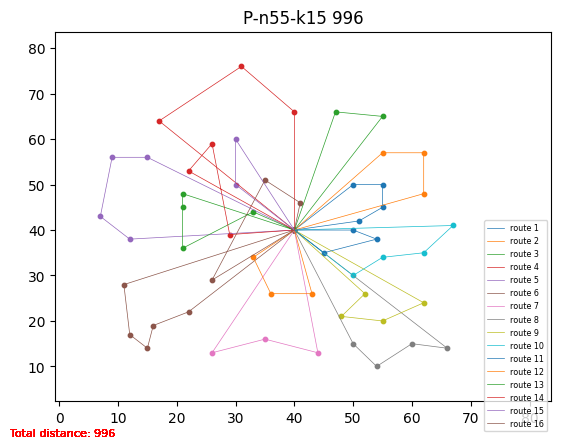 P-n55-k15 996
80
70
60
50
40
30
20
10
0 10 20 30 40 50 60 70 80
route 1
route 2
route 3
route 4
route 5
route 6
route 7
route 8
route 9
route 10
route 11
route 12
route 13
route 14
route 15
route 16
Total distance: 996